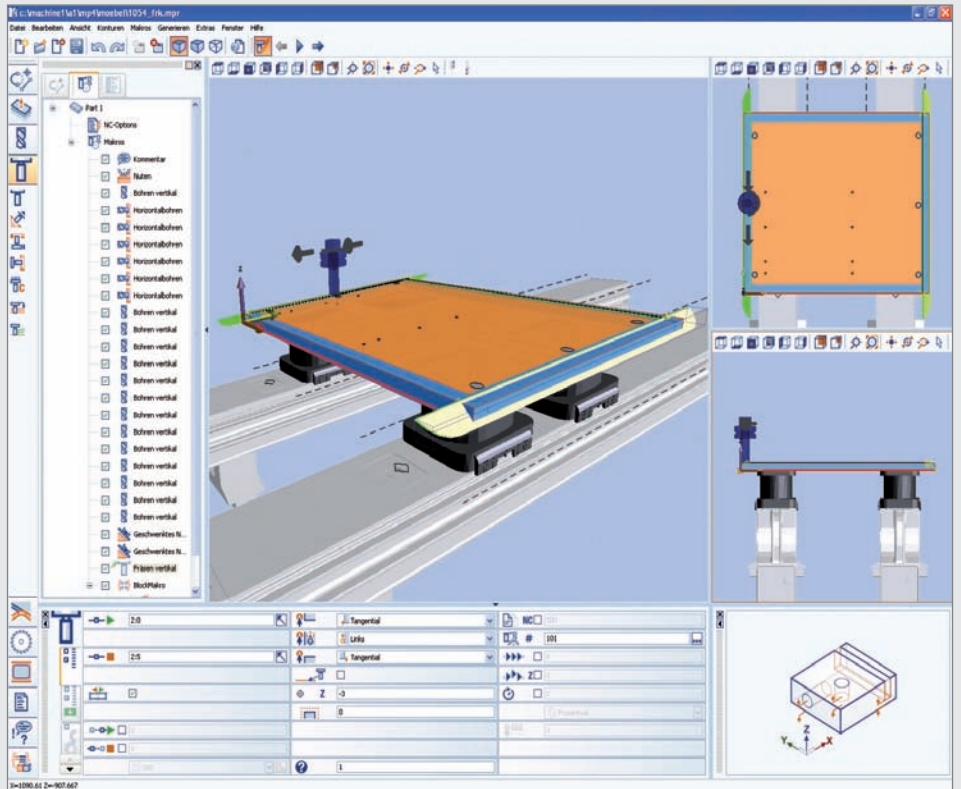 c:\machine1\a1\mp4\moebel\1054_frk.mpr
Datei Bearbeiten Ansicht Konturen Makros Generieren Extras Fenster Hilfe
Part 1
NC-Options
Makros
Kommentar
Nuten
Bohren vertikal
Horizontalbohren
Horizontalbohren
Horizontalbohren
Horizontalbohren
Horizontalbohren
Horizontalbohren
Bohren vertikal
Bohren vertikal
Bohren vertikal
Bohren vertikal
Bohren vertikal
Bohren vertikal
Bohren vertikal
Bohren vertikal
Bohren vertikal
Bohren vertikal
Bohren vertikal
Bohren vertikal
Bohren vertikal
Geschwenktes N...
Geschwenktes N...
Fräsen vertikal
BlockMakro
z
2:0
Tangential
NC
Links
# 101
2:5
Tangential
Z -3
Z
0
1
Z
Y
X
X=1090.61 Z=-907.667